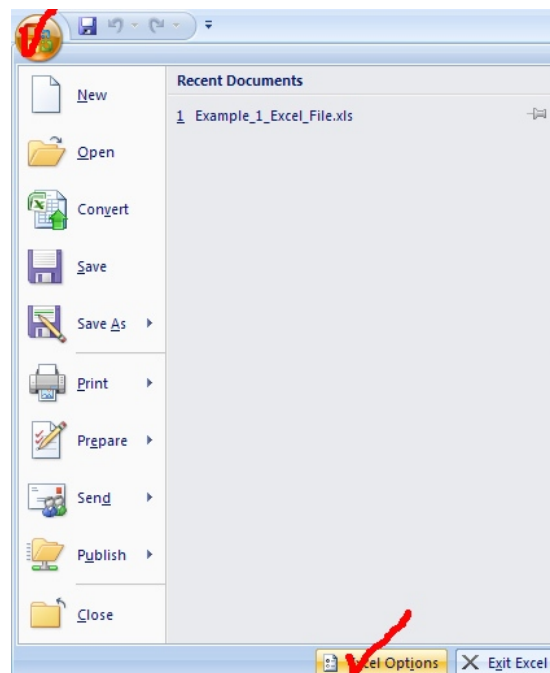 Recent Documents
New
1 Example_1_Excel_File.xls
Open
Convert
Save
Save As
Print
Prepare
Send
Publish
Close
Excel Options
Exit Excel